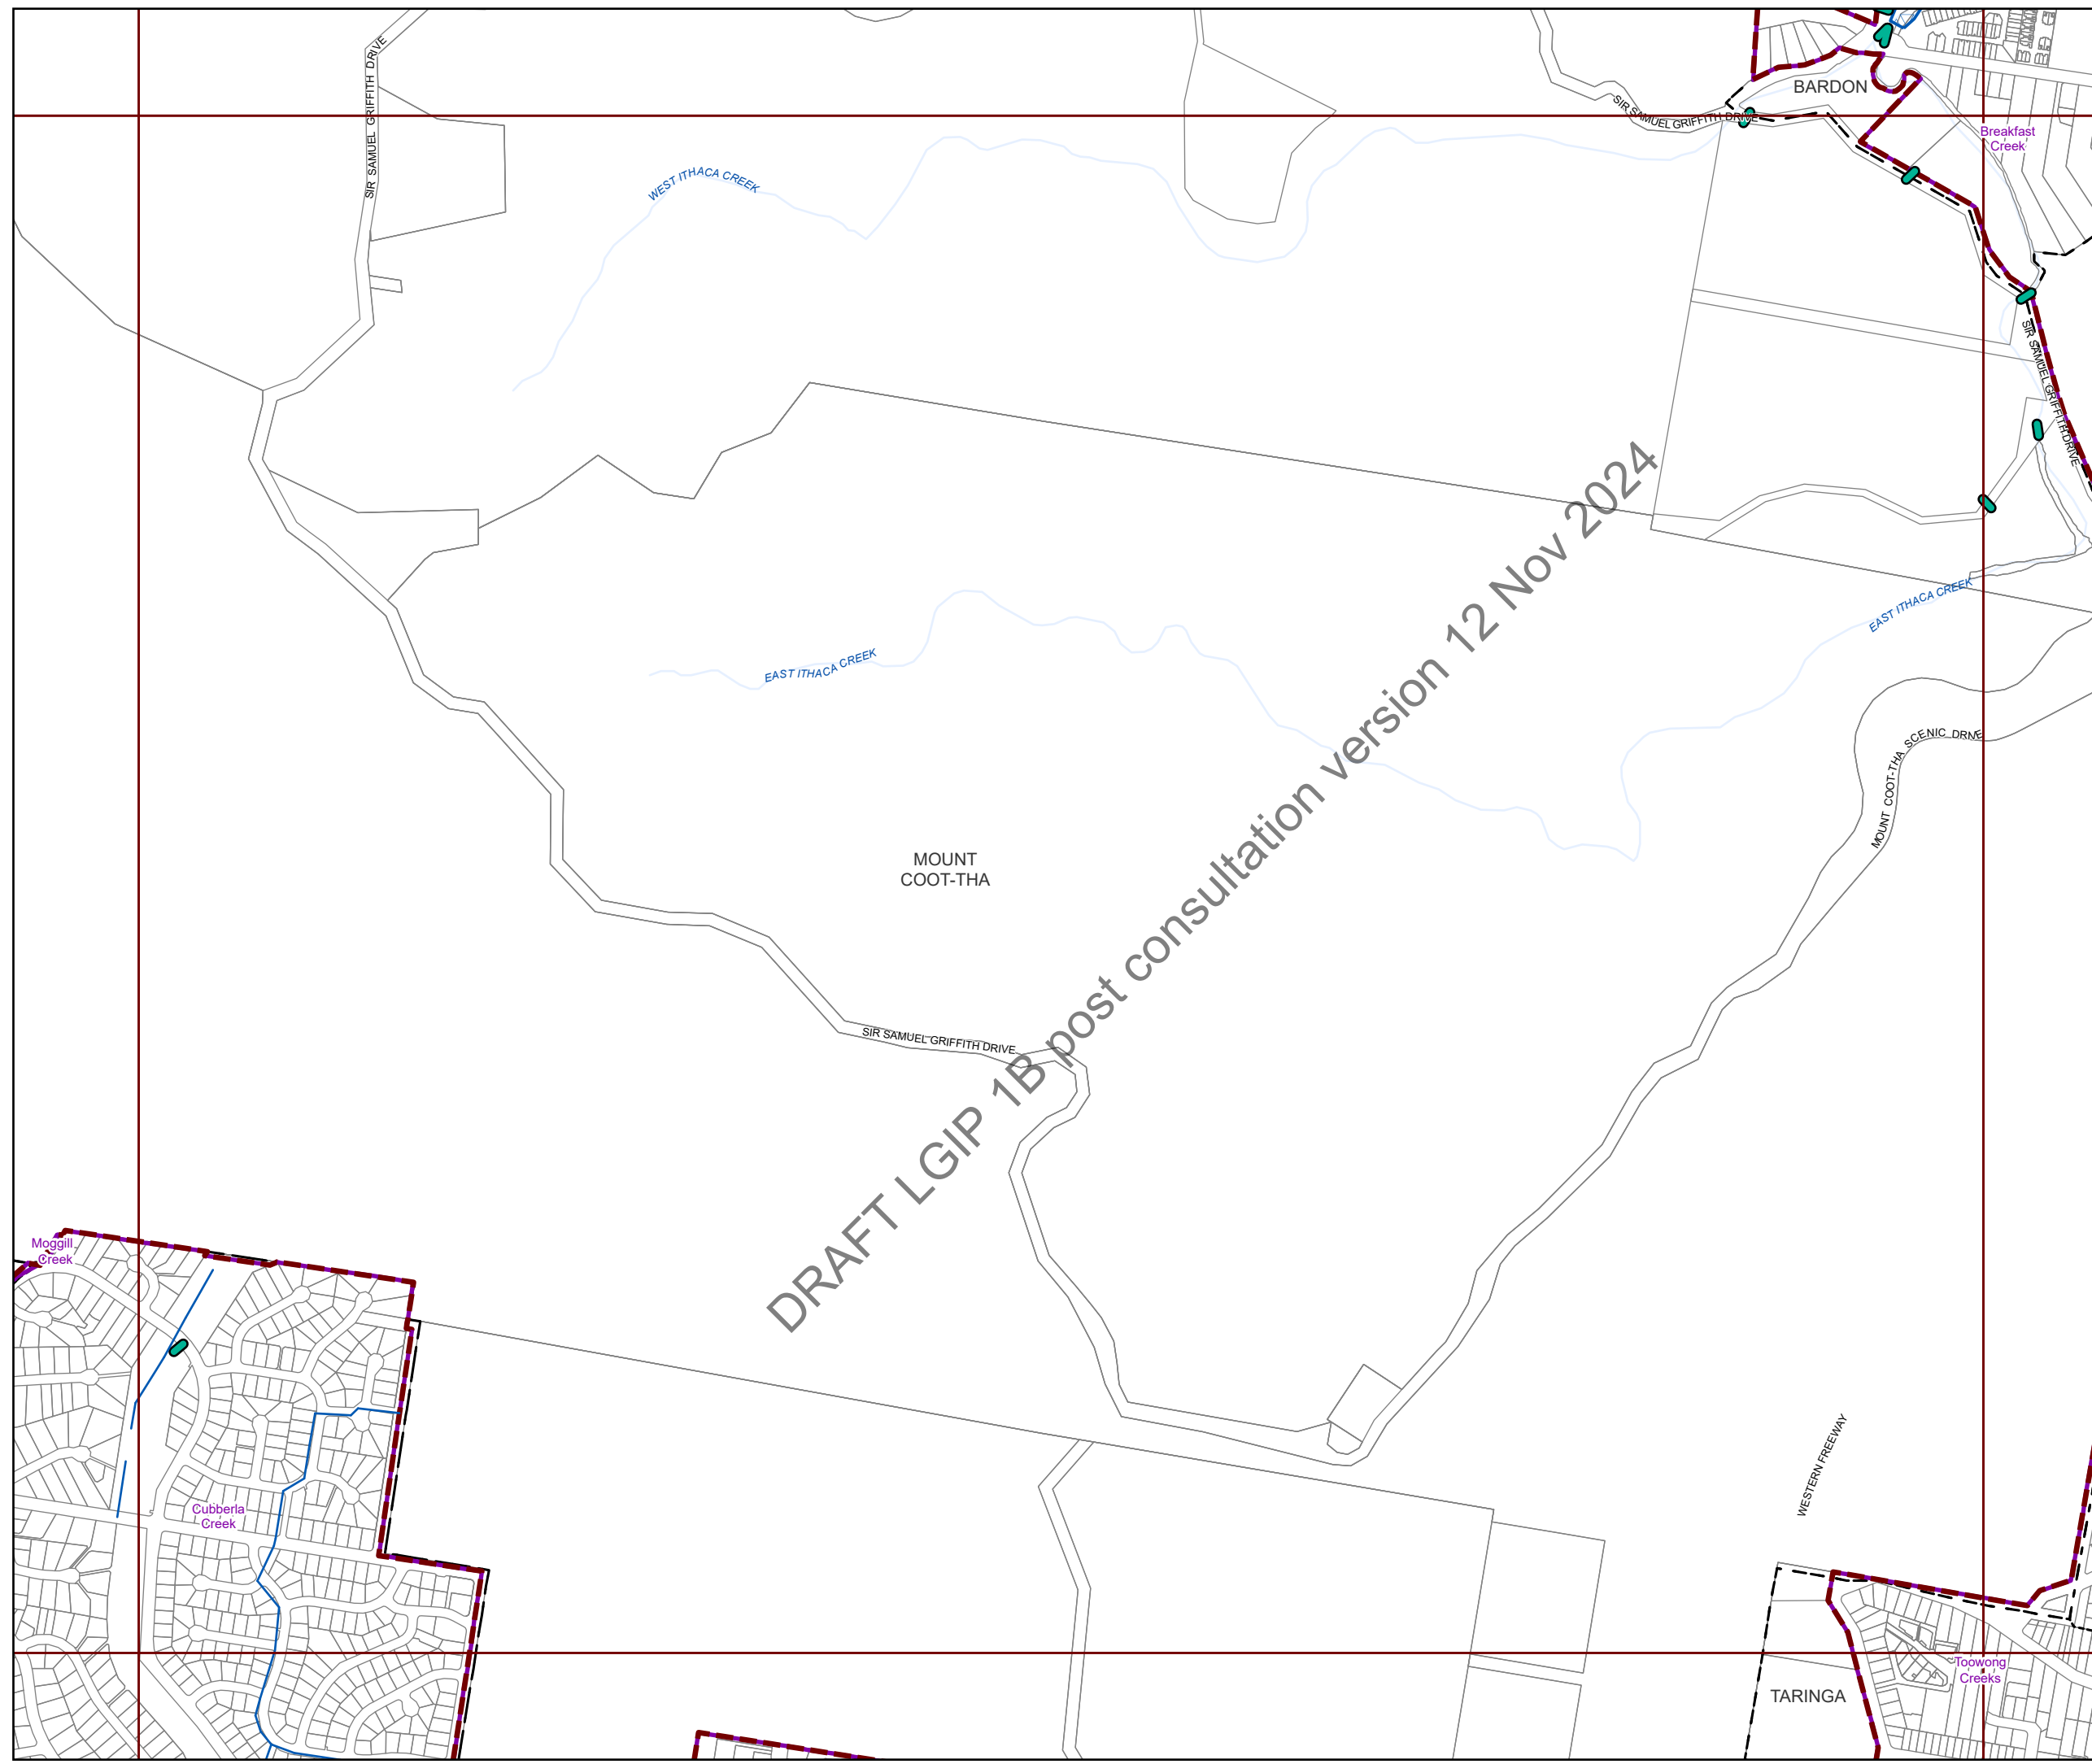 SIR SAMUEL GRIFFITH DRIVE
BARDON
SIR SAMUEL GRIFFITH DRIVE
Breakfast
Creek
WEST ITHACA CREEK
SIR SAMUEL GRIFFITH DRIVE
EAST ITHACA CREEK
EAST ITHACA CREEK
MOUNT COOT-THA SCENIC DRNE
MOUNT
COOT-THA
DRAFT LGIP 1B post consultation version 12 Nov 2024
SIR SAMUEL GRIFFITH DRIVE
Moggill
Creek
WESTERN FREEWAY
Cubberla
Creek
Toowong
Creeks
TARINGA